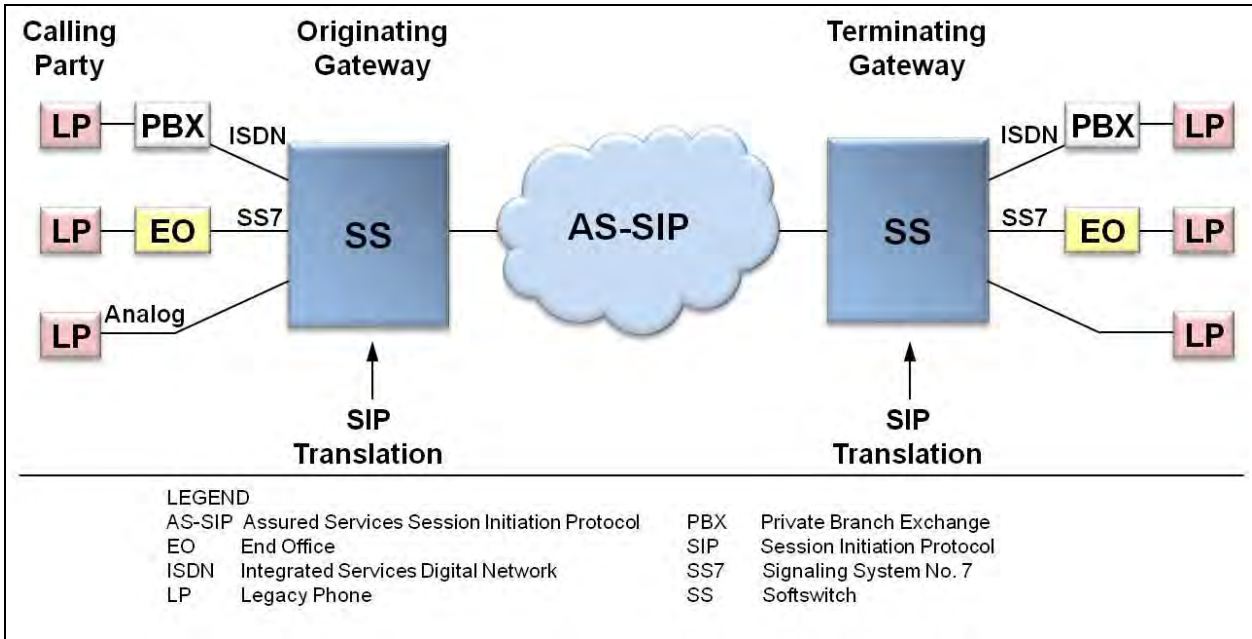 Calling Party
Originating Gateway
Terminating Gateway
LP
PBX
ISDN
SS
AS-SIP
SS
ISDN
PBX
LP
LP
EO
SS7
SS7
EO
LP
LP
Analog
LP
SIP Translation
SIP Translation
LEGEND
AS-SIP Assured Services Session Initiation Protocol
EO End Office
ISDN Integrated Services Digital Network
LP Legacy Phone
PBX Private Branch Exchange
SIP Session Initiation Protocol
SS7 Signaling System No. 7
SS Softswitch